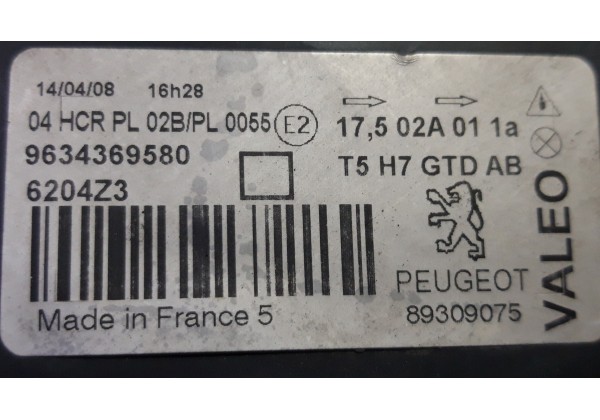 14/04/08 16h28
04 HCR PL 02B/PL 0055 E2 17,5 02A 01 1a
9634369580 T5 H7 GTD AB
6204Z3
PEUGEOT
Made in France 5 89309075
VALEO